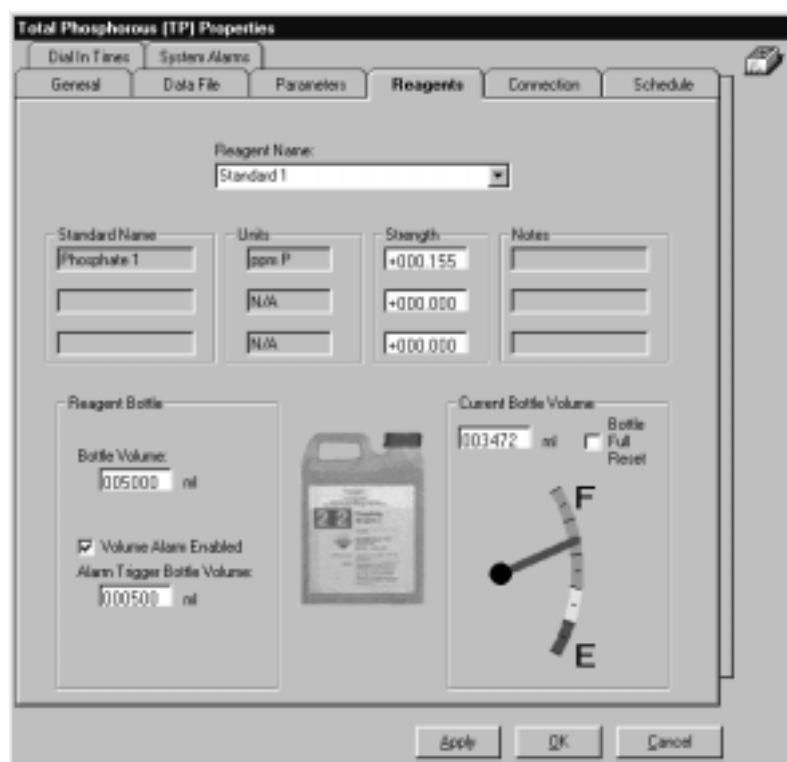 Total Phosphorous (TP) Properties
Dial In Times System Alarms
General Data File Parameters Reagents Connection Schedule
Reagent Name:
Standard 1
Standard Name Units Strength Notes
Phosphate 1 ppm P +000.155
N/A +000.000
N/A +000.000
Reagent Bottle
Bottle Volume:
005000 ml
Volume Alarm Enabled
Alarm Trigger Bottle Volume:
000500 ml
22
Current Bottle Volume
003472 ml
Bottle
Full
Reset
F
E
Apply OK Cancel